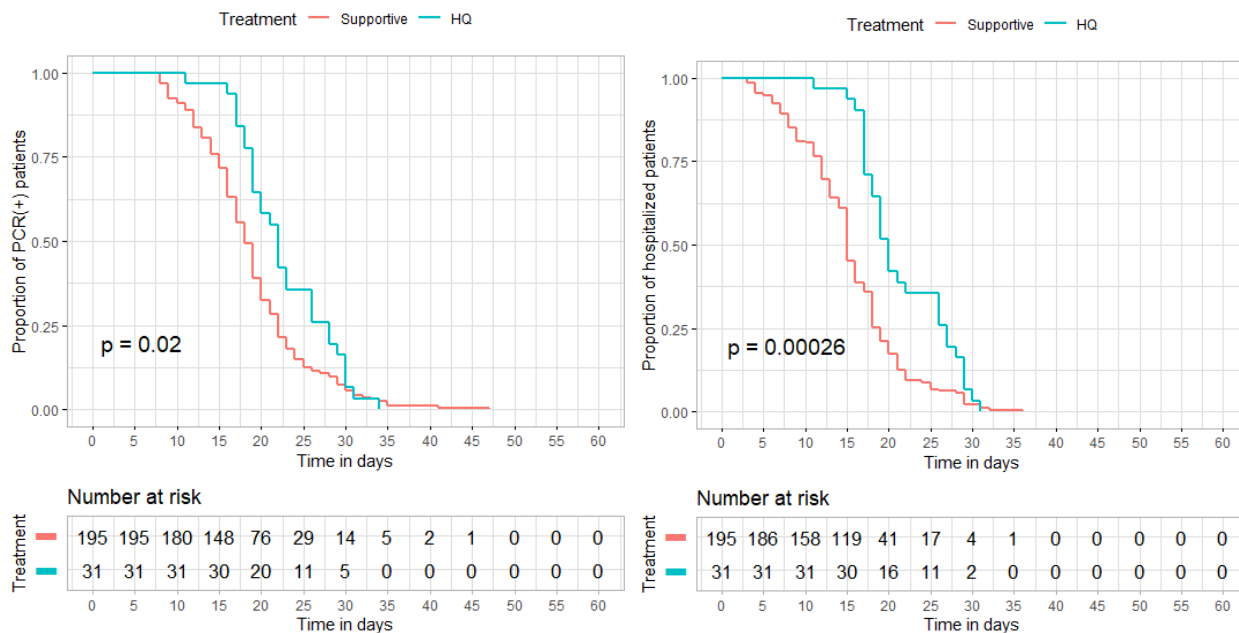 Treatment Supportive HQ
Proportion of PCR(+) patients
1.00
0.75
0.50
0.25
0.00
p = 0.02
0 5 10 15 20 25 30 35 40 45 50 55 60
Time in days
Number at risk
Treatment
195 195 180 148 76 29 14 5 2 1 0 0 0
31 31 31 30 20 11 5 0 0 0 0 0 0
0 5 10 15 20 25 30 35 40 45 50 55 60
Time in days
Treatment Supportive HQ
Proportion of hospitalized patients
1.00
0.75
0.50
0.25
0.00
p = 0.00026
0 5 10 15 20 25 30 35 40 45 50 55 60
Time in days
Number at risk
Treatment
195 186 158 119 41 17 4 1 0 0 0 0 0
31 31 31 30 16 11 2 0 0 0 0 0 0
0 5 10 15 20 25 30 35 40 45 50 55 60
Time in days